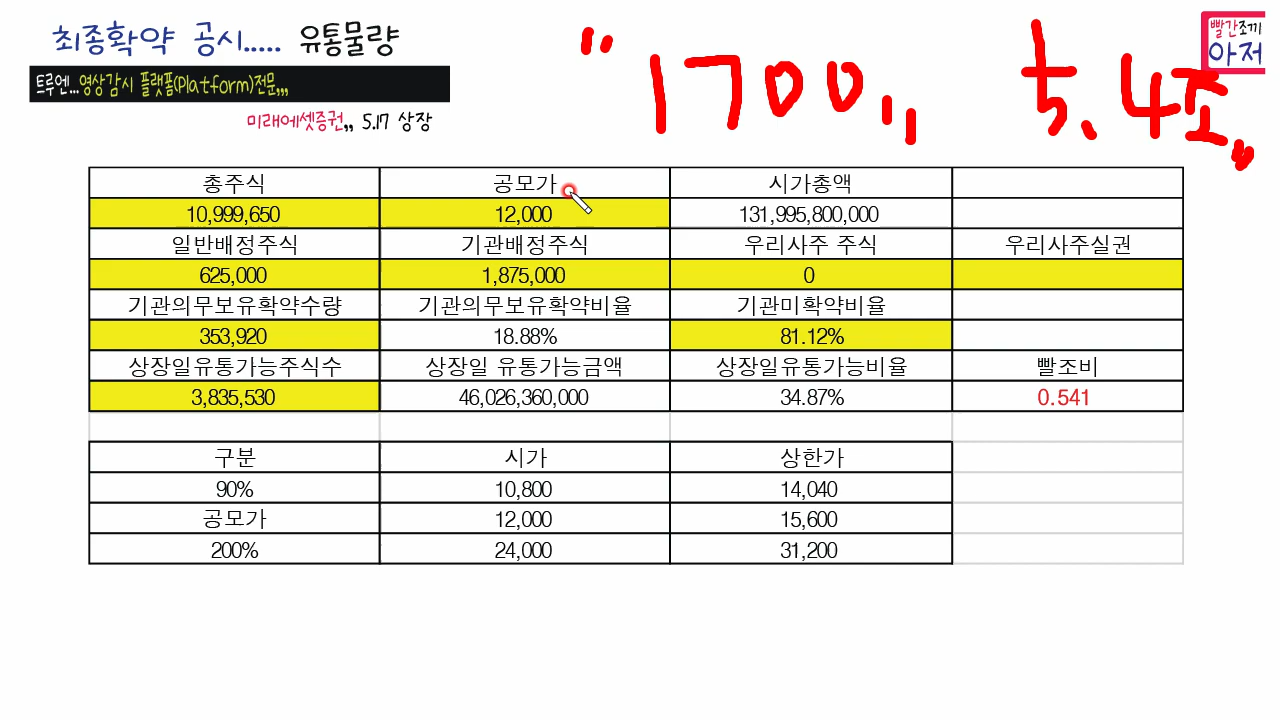 최종확약 공시..... 유통물량
빨간조끼
아저
트루엔...영상감시 플랫폼(Platform)전문,,,
미래에셋증권,, 5.17 상장
" 1700,, 5.4조"
총주식 공모가 시가총액
10,999,650 12,000 131,995,800,000
일반배정주식 기관배정주식 우리사주 주식 우리사주실권
625,000 1,875,000 0
기관의무보유확약수량 기관의무보유확약비율 기관미확약비율
353,920 18.88% 81.12%
상장일유통가능주식수 상장일 유통가능금액 상장일유통가능비율 빨조비
3,835,530 46,026,360,000 34.87% 0.541
구분 시가 상한가
90% 10,800 14,040
공모가 12,000 15,600
200% 24,000 31,200